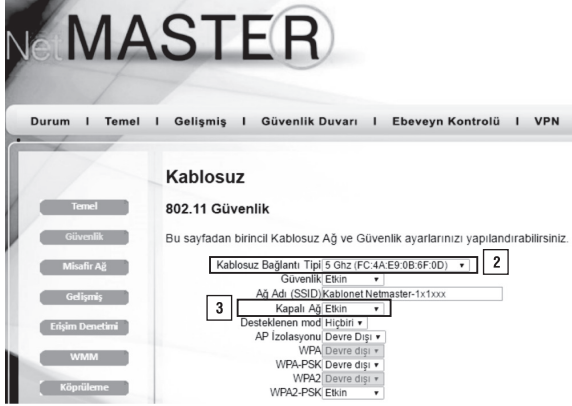 NetMASTER
Durum I Temel I Gelişmiş I Güvenlik Duvarı I Ebeveyn Kontrolü I VPN
Temel
Güvenlik
Misafir Ağ
Gelişmiş
Erişim Denetimi
WMM
Köprüleme
Kablosuz
802.11 Güvenlik
Bu sayfadan birincil Kablosuz Ağ ve Güvenlik ayarlarınızı yapılandırabilirsiniz.
Kablosuz Bağlantı Tipi 5 Ghz (FC:4A:E9:0B:6F:0D) 2
Güvenlik Etkin
Ağ Adı (SSID) Kablonet Netmaster-1x1xxx
3 Kapalı Ağ Etkin
Desteklenen mod Hiçbiri
AP İzolasyonu Devre Dışı
WPA Devre dışı
WPA-PSK Devre dışı
WPA2 Devre dışı
WPA2-PSK Etkin